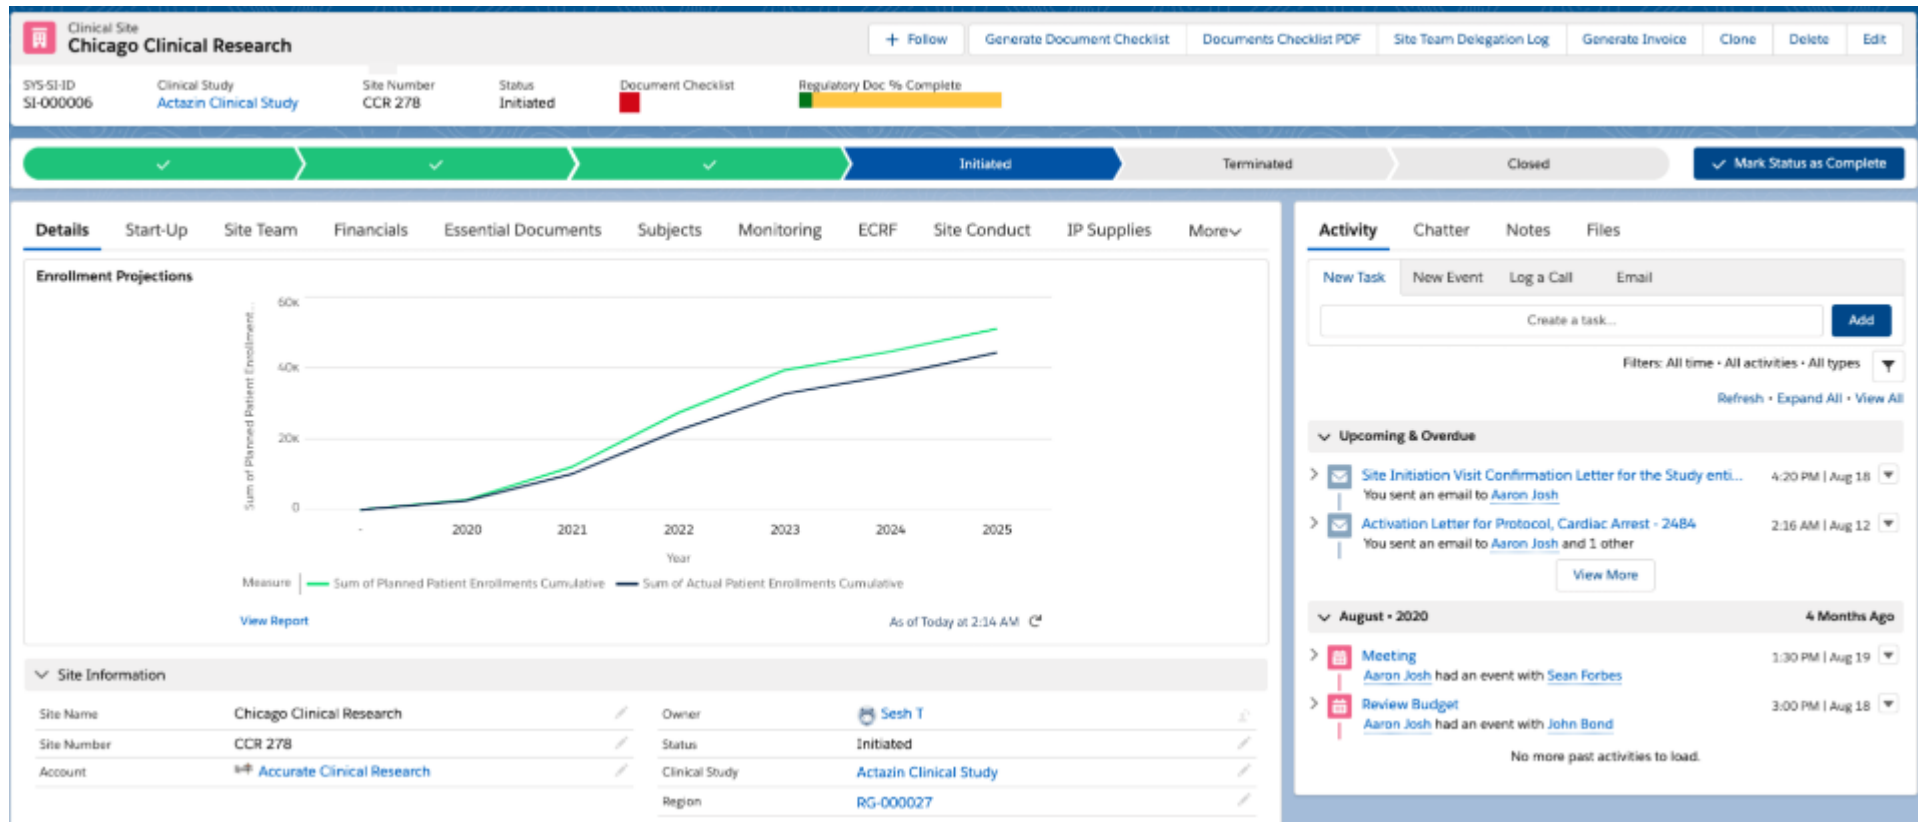 Clinical Site
Chicago Clinical Research
+ Follow
Generate Document Checklist
Documents Checklist PDF
Site Team Delegation Log
Generate Invoice
Clone
Delete
Edit
SYS-SI-ID
SI-000006
Clinical Study
Actazin Clinical Study
Site Number
CCR 278
Status
Initiated
Document Checklist
Regulatory Doc % Complete
Initiated
Terminated
Closed
Mark Status as Complete
Details
Start-Up
Site Team
Financials
Essential Documents
Subjects
Monitoring
ECRF
Site Conduct
IP Supplies
More
Enrollment Projections
Sum of Planned Patient Enrollment...
60K
40K
20K
0
-
2020
2021
2022
2023
2024
2025
Year
Measure
Sum of Planned Patient Enrollments Cumulative
Sum of Actual Patient Enrollments Cumulative
View Report
As of Today at 2:14 AM
Site Information
Site Name
Chicago Clinical Research
Site Number
CCR 278
Account
Accurate Clinical Research
Owner
Sesh T
Status
Initiated
Clinical Study
Actazin Clinical Study
Region
RG-000027
Activity
Chatter
Notes
Files
New Task
New Event
Log a Call
Email
Create a task...
Add
Filters: All time • All activities • All types
Refresh • Expand All • View All
Upcoming & Overdue
Site Initiation Visit Confirmation Letter for the Study enti...
4:20 PM | Aug 18
You sent an email to Aaron Josh
Activation Letter for Protocol, Cardiac Arrest - 2484
2:16 AM | Aug 12
You sent an email to Aaron Josh and 1 other
View More
August • 2020
4 Months Ago
Meeting
1:30 PM | Aug 19
Aaron Josh had an event with Sean Forbes
Review Budget
3:00 PM | Aug 18
Aaron Josh had an event with John Bond
No more past activities to load.